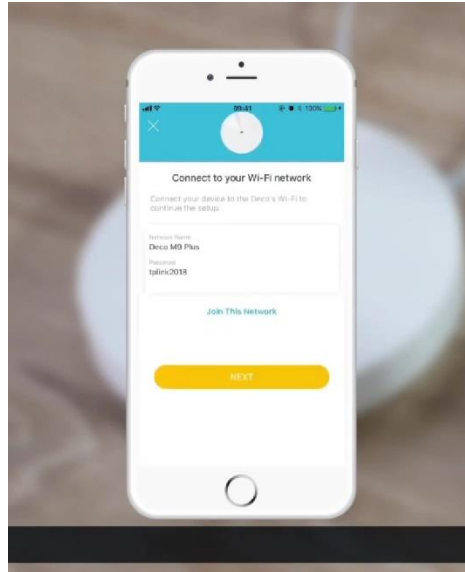 09:41
100%
Connect to your Wi-Fi network
Connect your device to the Deco's Wi-Fi to
continue the setup.
Network Name
Deco M9 Plus
Password
tplink2018
Join This Network
NEXT